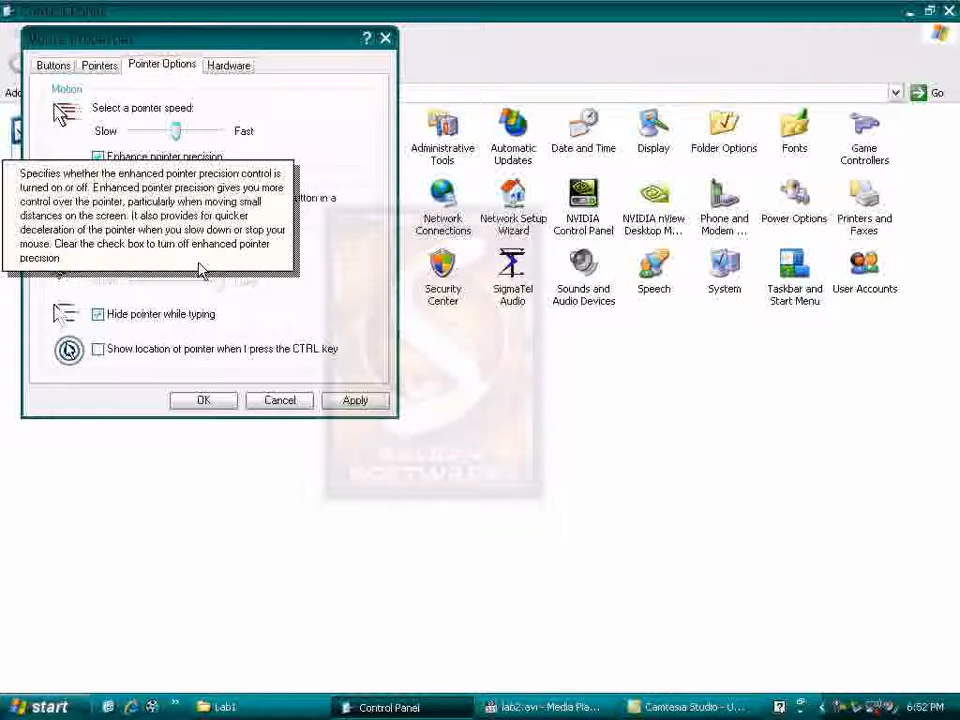 Control Panel
Mouse Properties
Buttons
Pointers
Pointer Options
Hardware
Motion
Select a pointer speed:
Slow
Fast
Enhance pointer precision
Specifies whether the enhanced pointer precision control is
turned on or off. Enhanced pointer precision gives you more
control over the pointer, particularly when moving small
distances on the screen. It also provides for quicker
deceleration of the pointer when you slow down or stop your
mouse. Clear the check box to turn off enhanced pointer
precision
button in a
Hide pointer while typing
Show location of pointer when I press the CTRL key
OK
Cancel
Apply
Go
Administrative Tools
Automatic Updates
Date and Time
Display
Folder Options
Fonts
Game Controllers
Network Connections
Network Setup Wizard
NVIDIA Control Panel
NVIDIA nView Desktop M...
Phone and Modem ...
Power Options
Printers and Faxes
Security Center
SigmaTel Audio
Sounds and Audio Devices
Speech
System
Taskbar and Start Menu
User Accounts
start
Lab1
Control Panel
lab2.avi - Media Pla...
Camtasia Studio - U...
6:52 PM